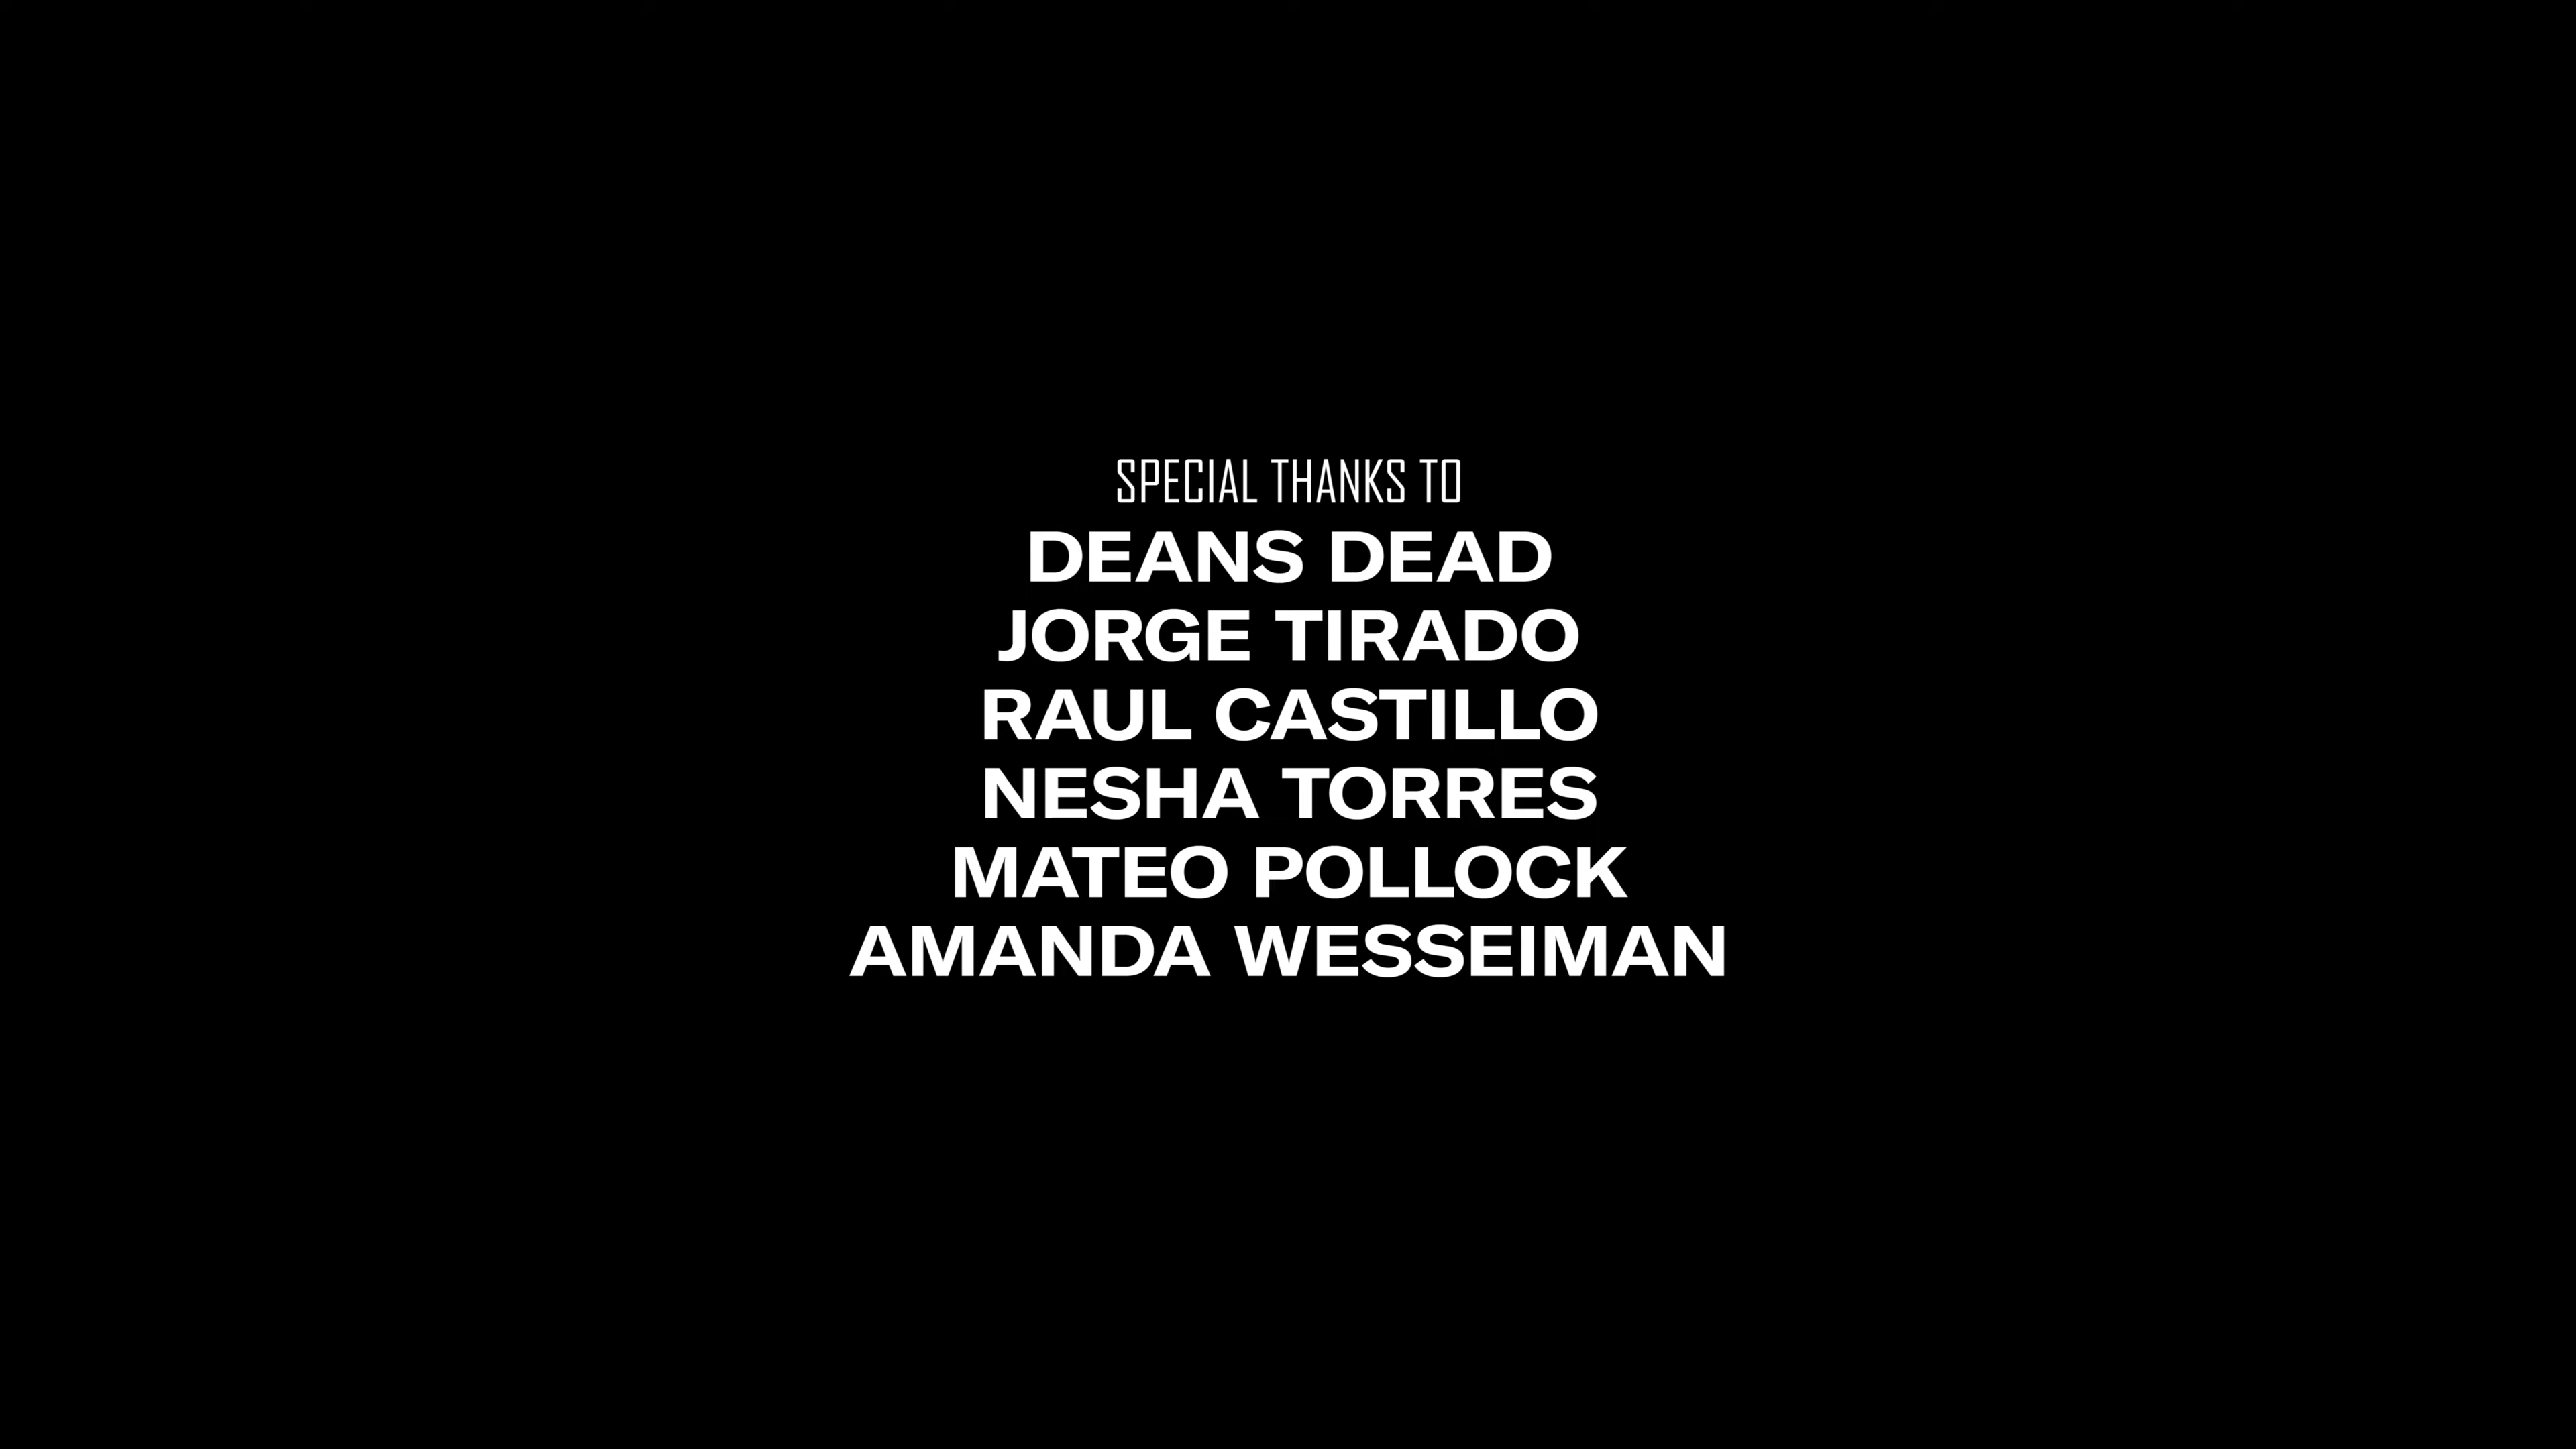 SPECIAL THANKS TO
DEANS DEAD
JORGE TIRADO
RAUL CASTILLO
NESHA TORRES
MATEO POLLOCK
AMANDA WESSEIMAN